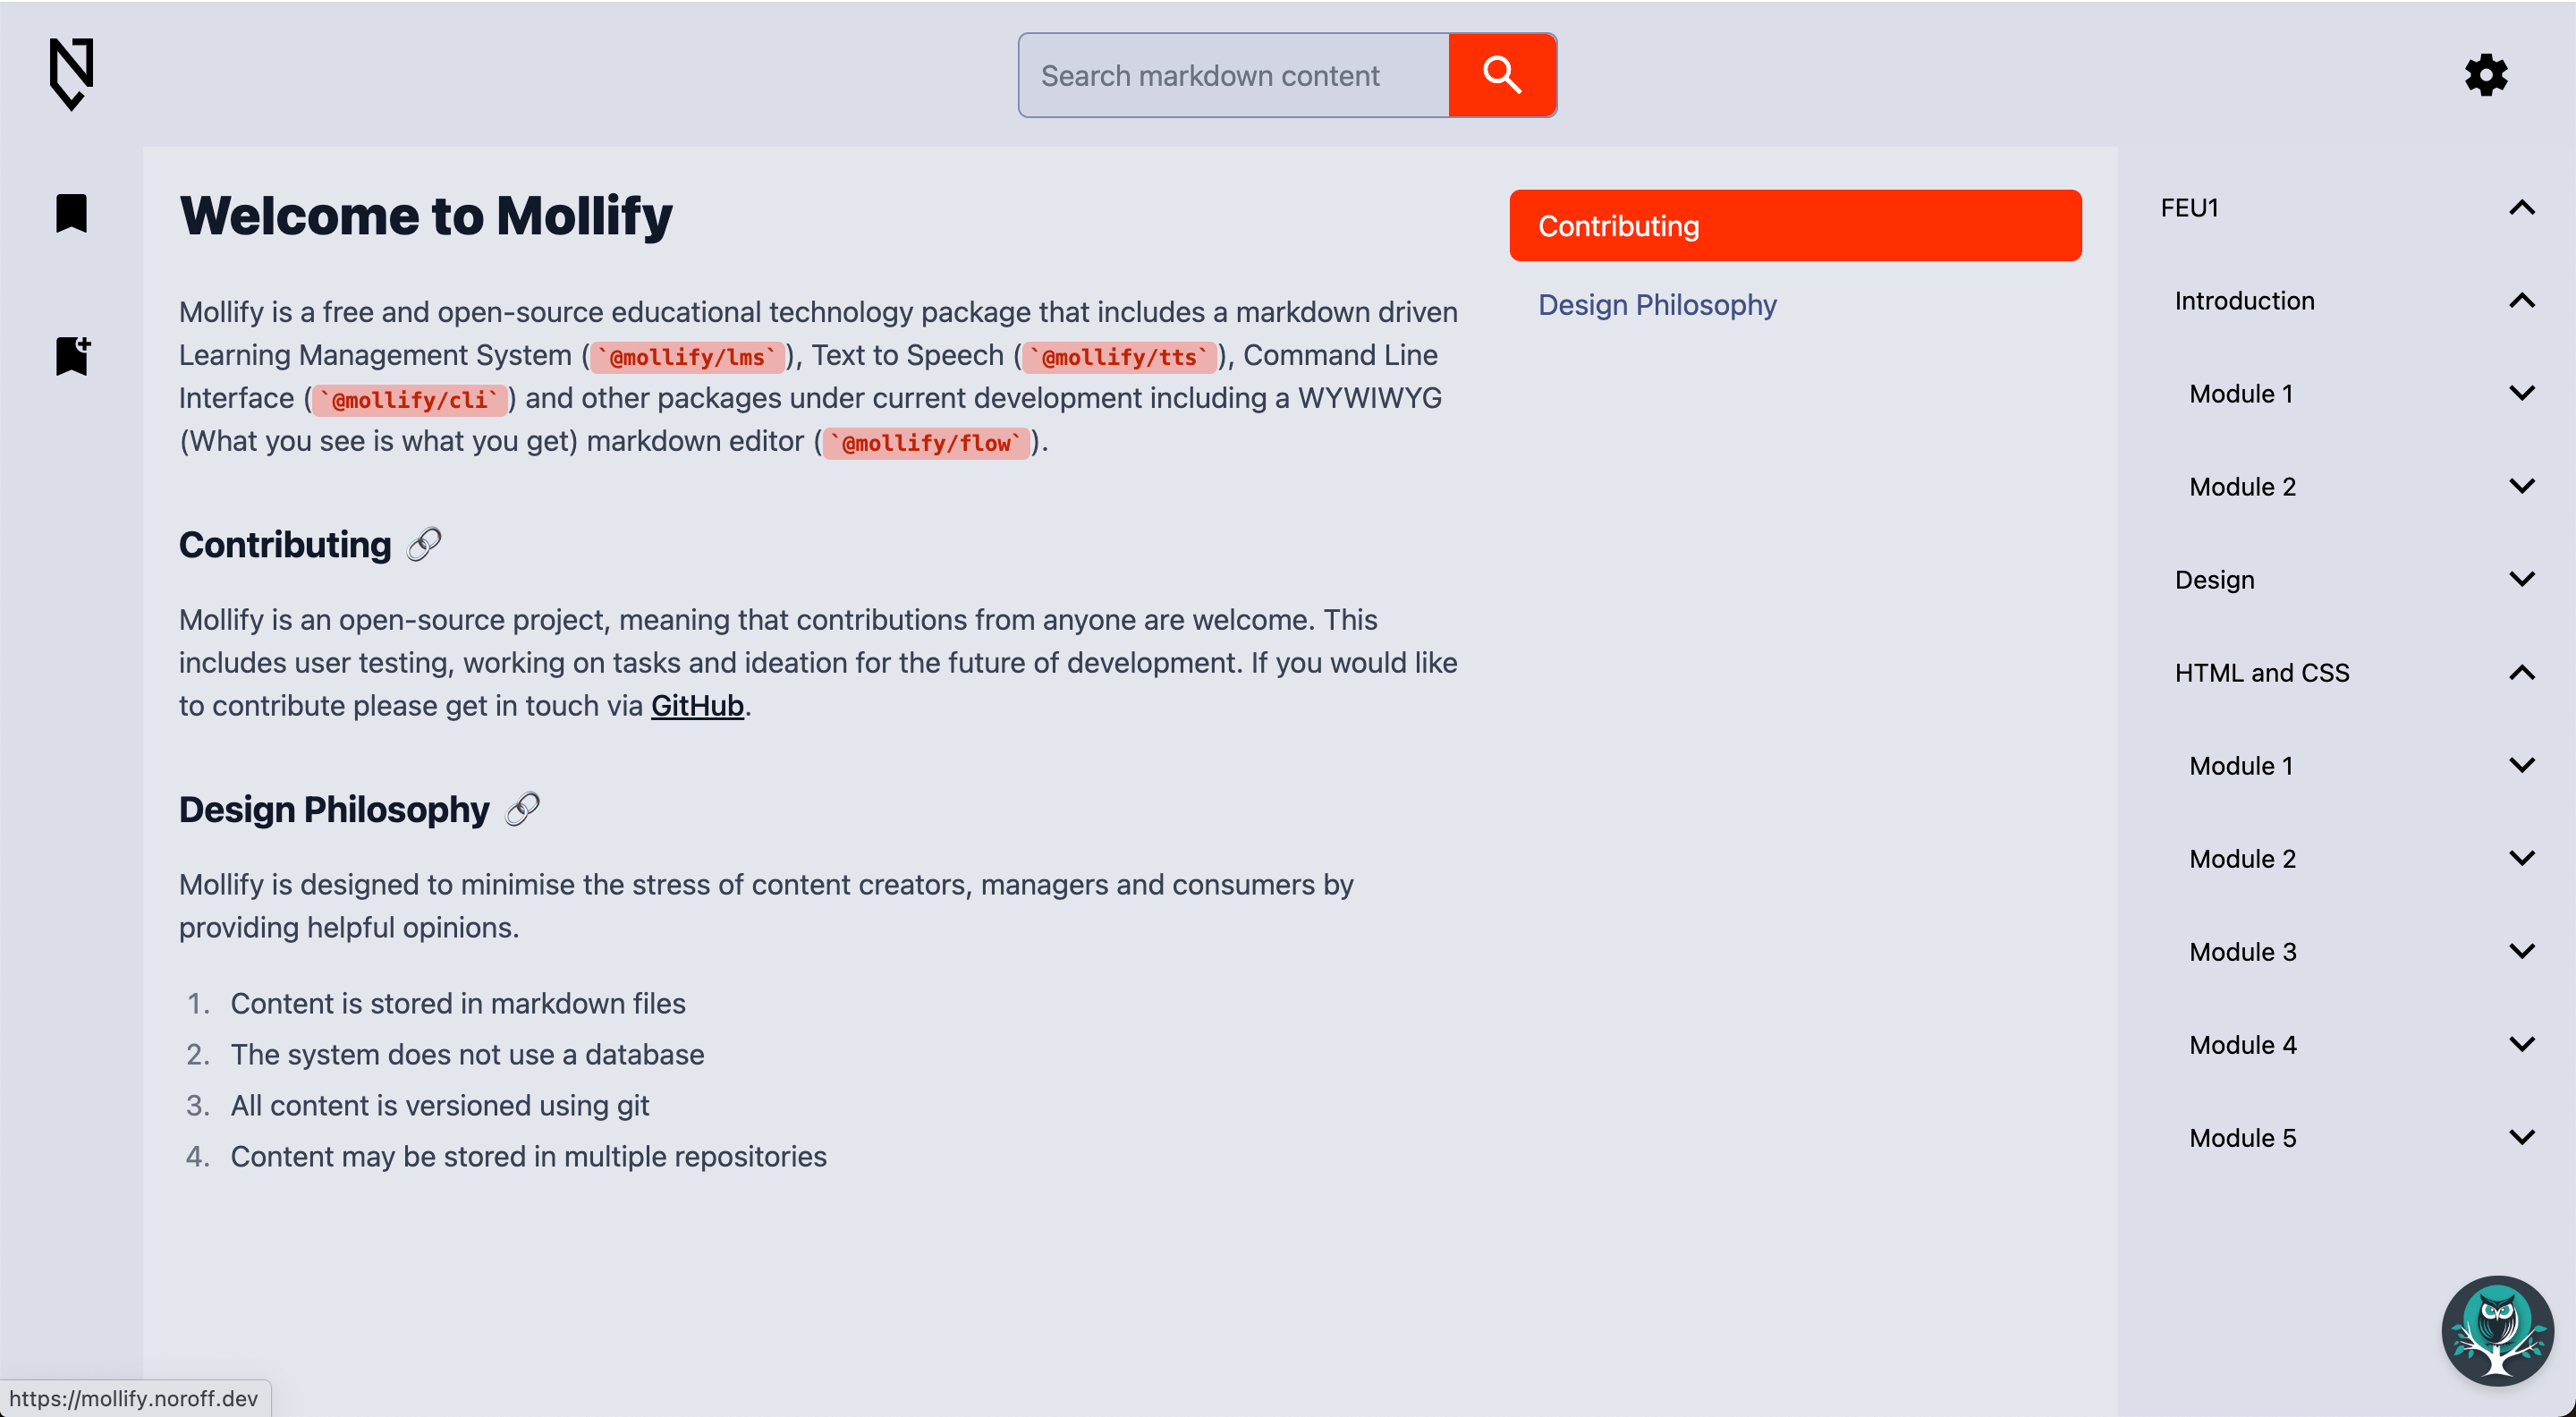 Search markdown content
Welcome to Mollify
Mollify is a free and open-source educational technology package that includes a markdown driven
Learning Management System (`@mollify/lms`), Text to Speech (`@mollify/tts`), Command Line
Interface (`@mollify/cli`) and other packages under current development including a WYWIWYG
(What you see is what you get) markdown editor (`@mollify/flow`).
Contributing 🔗
Mollify is an open-source project, meaning that contributions from anyone are welcome. This
includes user testing, working on tasks and ideation for the future of development. If you would like
to contribute please get in touch via GitHub.
Design Philosophy 🔗
Mollify is designed to minimise the stress of content creators, managers and consumers by
providing helpful opinions.
1. Content is stored in markdown files
2. The system does not use a database
3. All content is versioned using git
4. Content may be stored in multiple repositories
Contributing
Design Philosophy
FEU1
Introduction
Module 1
Module 2
Design
HTML and CSS
Module 1
Module 2
Module 3
Module 4
Module 5
https://mollify.noroff.dev